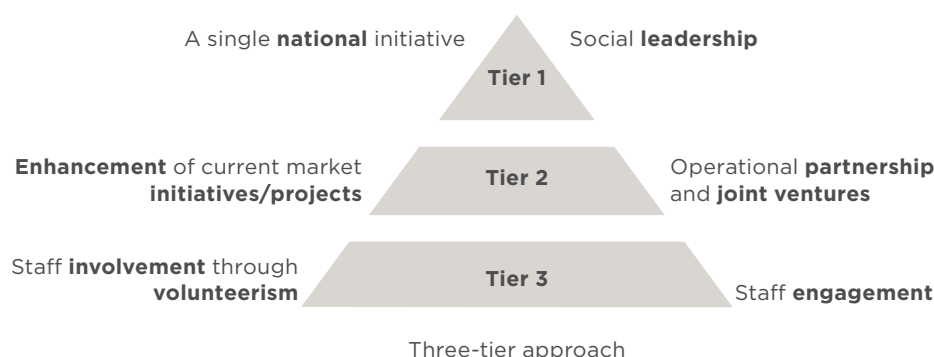 A single national initiative
Social leadership
Tier 1
Enhancement of current market
initiatives/projects
Tier 2
Operational partnership
and joint ventures
Staff involvement through
volunteerism
Tier 3
Staff engagement
Three-tier approach